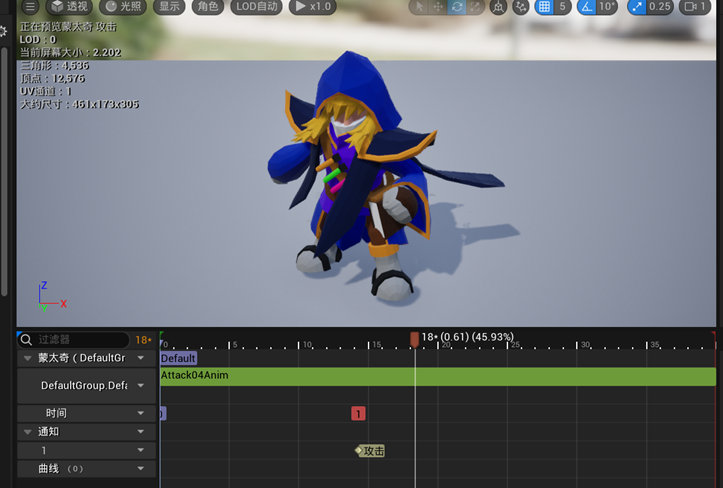 透视 光照 显示 角色 LOD自动 x1.0 5 10° 0.25 1
正在预览蒙太奇 攻击
LOD：0
当前屏幕大小：2.202
三角形：4,536
顶点：12,576
UV通道：1
大约尺寸：461x173x305
Z
X
过滤器 18* 18* (0.61) (45.93%)
0 5 10 15 20 25 30 35
蒙太奇（DefaultGr Default
DefaultGroup.Defa Attack04Anim
时间 1
通知
1 攻击
曲线（0）